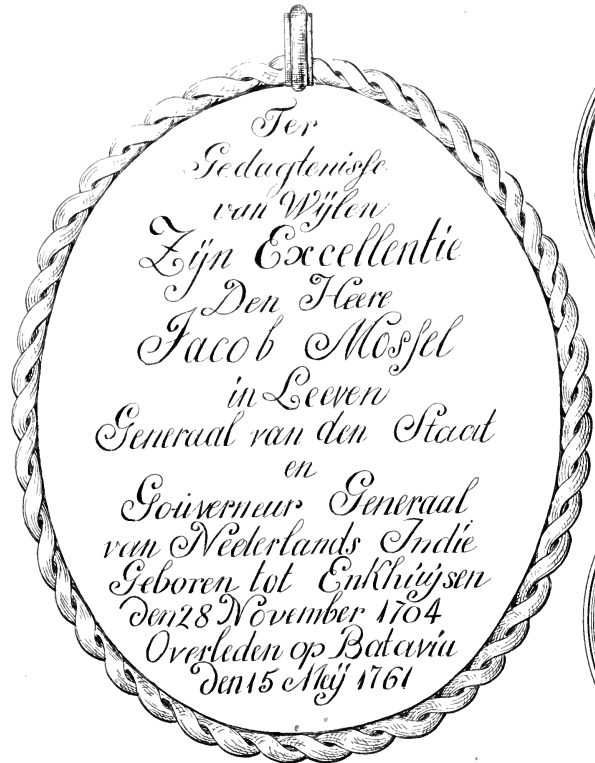 Ter
Gedagtenisse
van Wijlen
Zijn Excellentie
Den Heere
Jacob Mossel
in Leeven
Generaal van den Staat
en
Gouverneur Generaal
van Neederlands Indie
Geboren tot Enkhuijsen
den 28 November 1704
Overleden op Batavia
den 15 Meij 1761